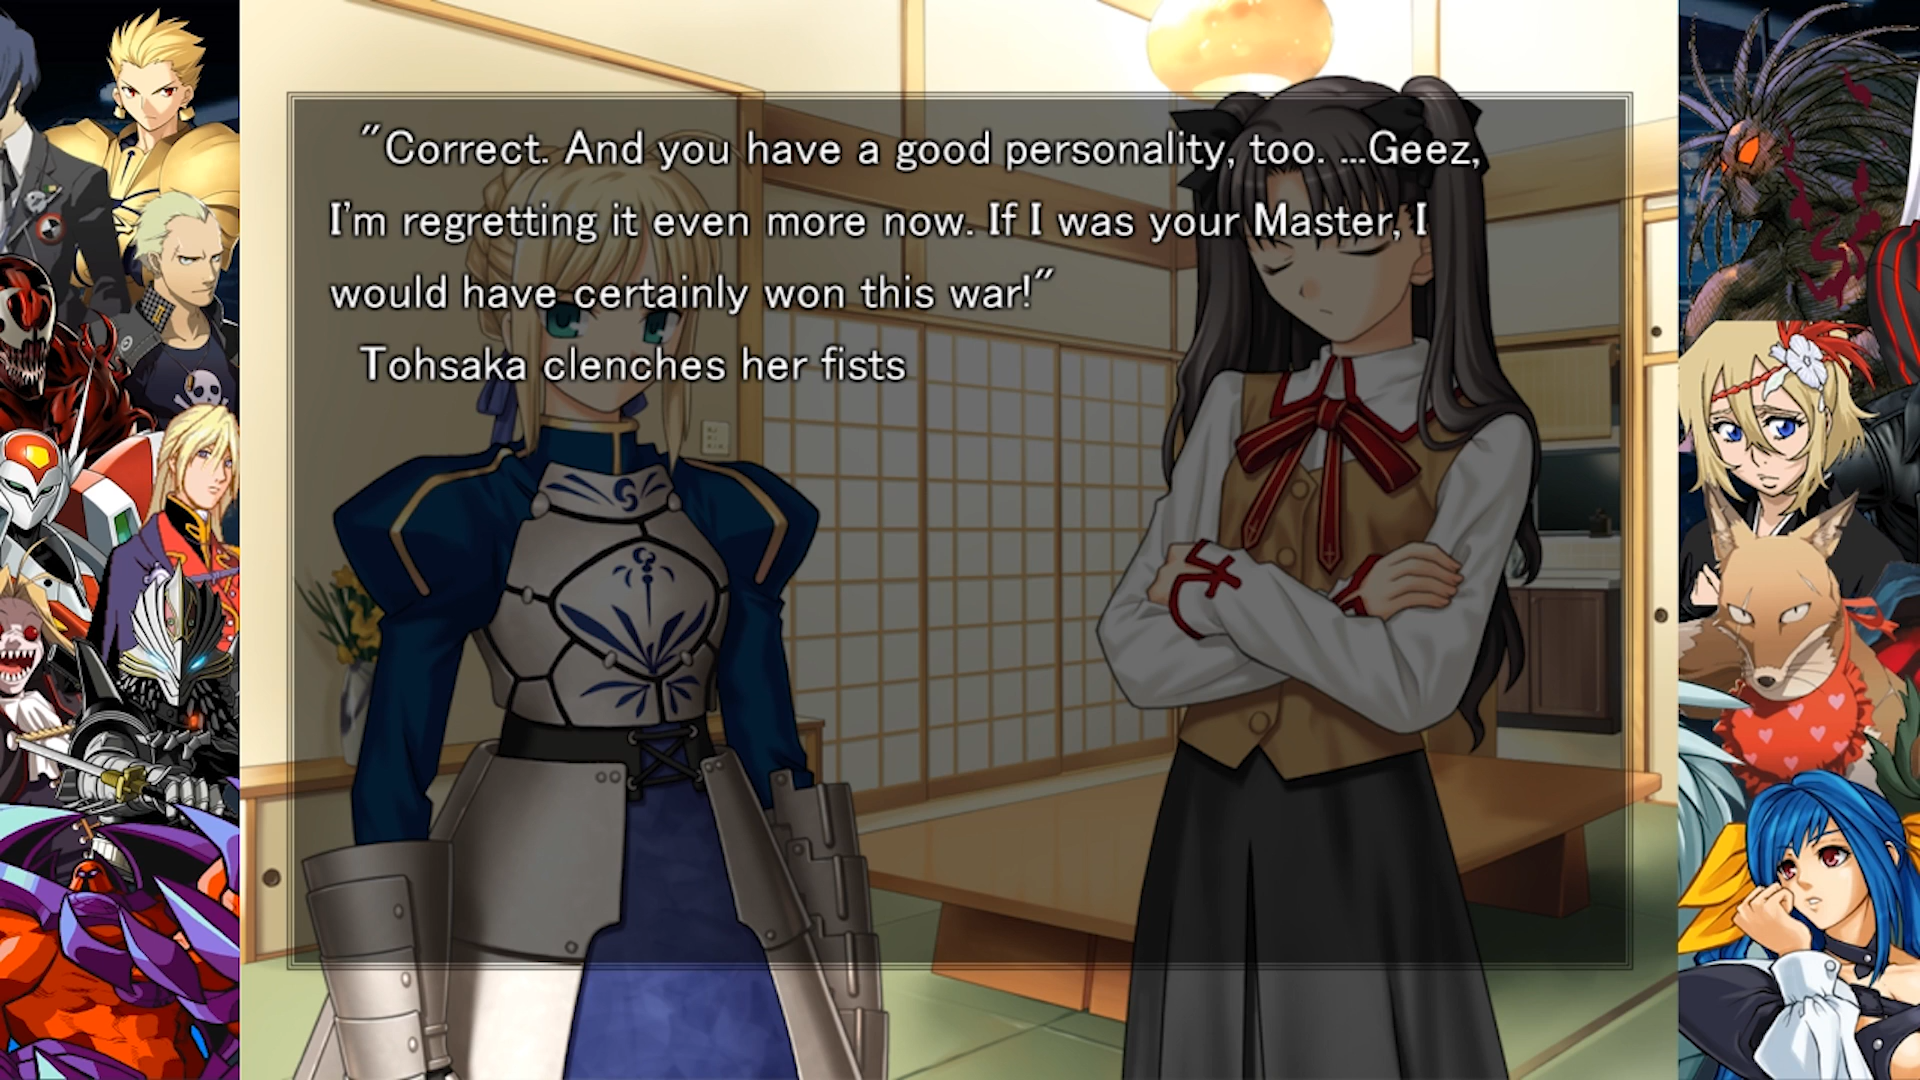 "Correct. And you have a good personality, too. ...Geez,
I'm regretting it even more now. If I was your Master, I
would have certainly won this war!"
Tohsaka clenches her fists